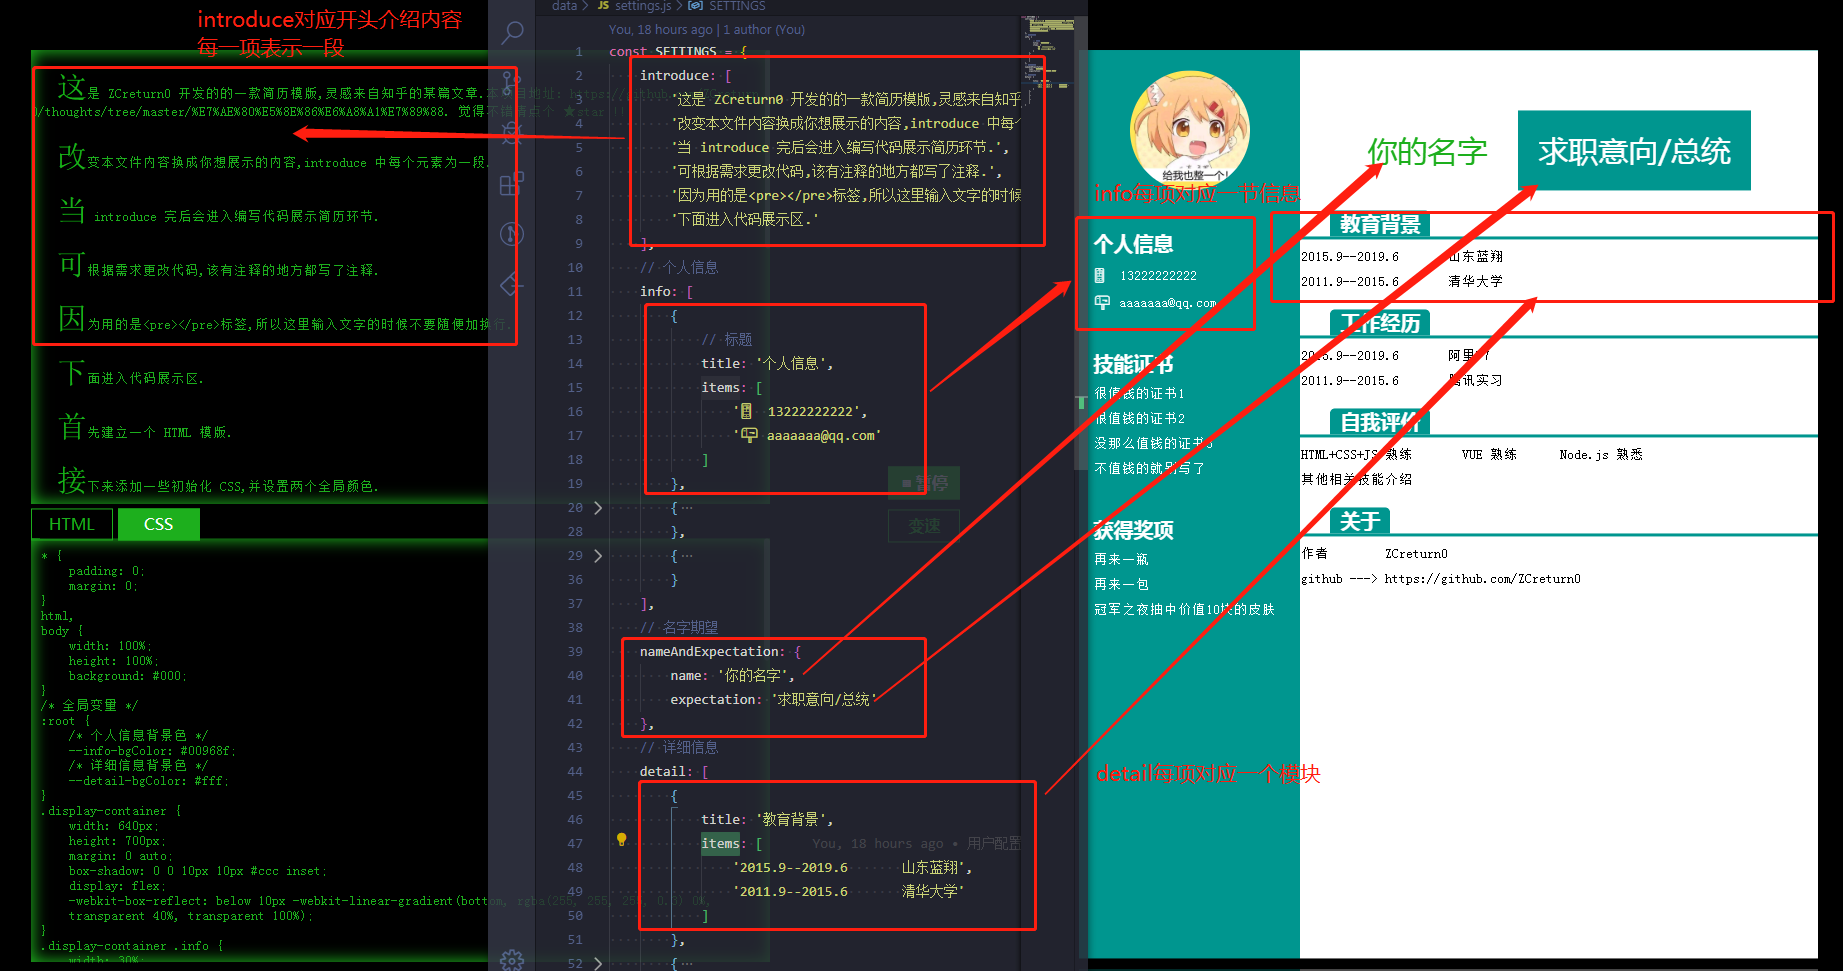 introduce对应开头介绍内容
每一项表示一段
这是 ZCreturn0 开发的的一款简历模版,灵感来自知乎的某篇文章.
/thoughts/tree/master/%E7%AE%80%E5%8E%86%E6%A8%A1%E7%89%88. 觉得不错请点个 ★star
改变本文件内容换成你想展示的内容,introduce 中每个元素为一段.
当 introduce 完后会进入编写代码展示简历环节.
可根据需求更改代码,该有注释的地方都写了注释.
因为用的是<pre></pre>标签,所以这里输入文字的时候不要随便加换行.
下面进入代码展示区.
首先建立一个 HTML 模版.
接下来添加一些初始化 CSS,并设置两个全局颜色.
HTML CSS
* {
padding: 0;
margin: 0;
}
html,
body {
width: 100%;
height: 100%;
background: #000;
}
/* 全局变量 */
:root {
/* 个人信息背景色 */
--info-bgColor: #00968f;
/* 详细信息背景色 */
--detail-bgColor: #fff;
}
.display-container {
width: 640px;
height: 700px;
margin: 0 auto;
box-shadow: 0 0 10px 10px #ccc inset;
display: flex;
-webkit-box-reflect: below 10px -webkit-linear-gradient(bottom, rgba(255, 255, 255, 0.3) 0%,
transparent 40%, transparent 100%);
}
.display-container .info {
width: 30%;
data > JS settings.js > SETTINGS
You, 18 hours ago | 1 author (You)
1 const SETTINGS = {
2 introduce: [
3 '这是 ZCreturn0 开发的的一款简历模版,灵感来自知乎
4 '改变本文件内容换成你想展示的内容,introduce 中每个
5 '当 introduce 完后会进入编写代码展示简历环节.',
6 '可根据需求更改代码,该有注释的地方都写了注释.',
7 '因为用的是<pre></pre>标签,所以这里输入文字的时候
8 '下面进入代码展示区.'
9 ],
10 // 个人信息
11 info: [
12 {
13 // 标题
14 title: '个人信息',
15 items: [
16 '📱 13222222222',
17 '📪 aaaaaaa@qq.com'
18 ]
19 },
20 {…
28 },
29 {…
36 }
37 ],
38 // 名字期望
39 nameAndExpectation: {
40 name: '你的名字',
41 expectation: '求职意向/总统'
42 },
43 // 详细信息
44 detail: [
45 {
46 title: '教育背景',
47 items: [ You, 18 hours ago • 用户配置
48 '2015.9--2019.6 山东蓝翔',
49 '2011.9--2015.6 清华大学'
50 ]
51 },
52 {…
暂停
变速
给我也整一个!
info每项对应一节信息
个人信息
13222222222
aaaaaaa@qq.com
技能证书
很值钱的证书1
很值钱的证书2
没那么值钱的证书
不值钱的就别写了
获得奖项
再来一瓶
再来一包
冠军之夜抽中价值10块的皮肤
detail每项对应一个模块
你的名字
求职意向/总统
教育背景
2015.9--2019.6 山东蓝翔
2011.9--2015.6 清华大学
工作经历
2015.9--2019.6 阿里
2011.9--2015.6 腾讯实习
自我评价
HTML+CSS+JS 熟练 VUE 熟练 Node.js 熟悉
其他相关技能介绍
关于
作者 ZCreturn0
github ---> https://github.com/ZCreturn0